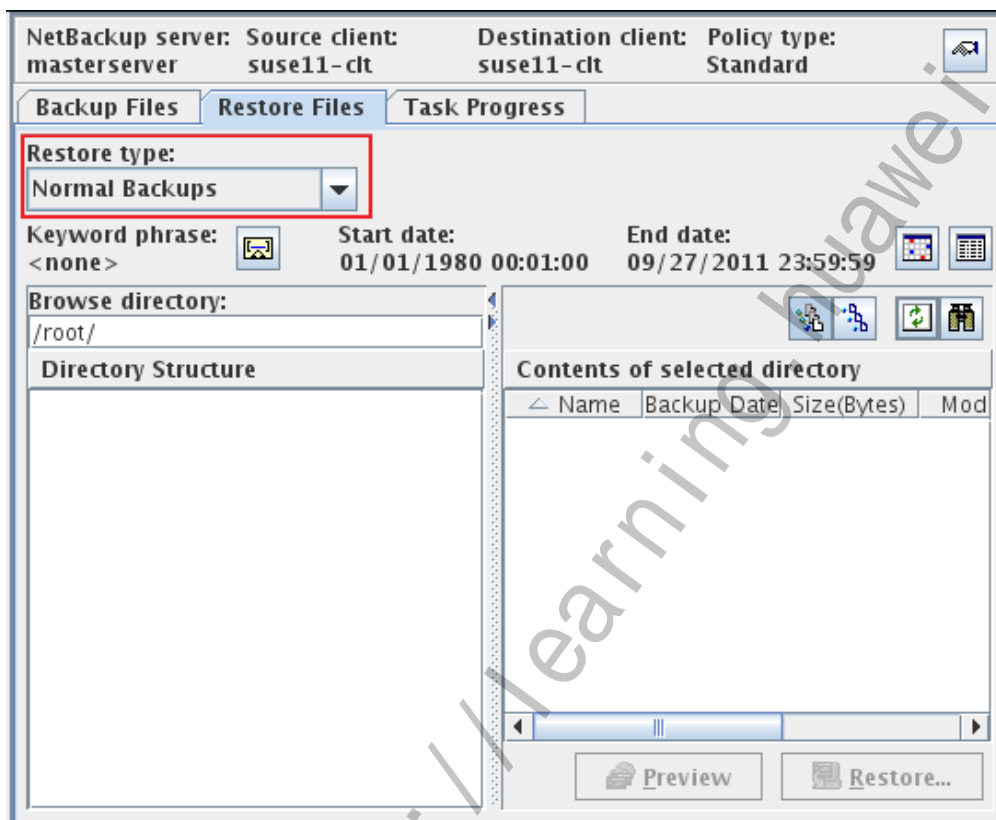 NetBackup server: Source client: Destination client: Policy type:
masterserver suse11-clt suse11-clt Standard
Backup Files Restore Files Task Progress
Restore type:
Normal Backups
Keyword phrase: Start date: End date:
<none> 01/01/1980 00:01:00 09/27/2011 23:59:59
Browse directory:
/root/
Directory Structure Contents of selected directory
Name Backup Date Size(Bytes) Mod
Preview Restore...
://learning.huawei